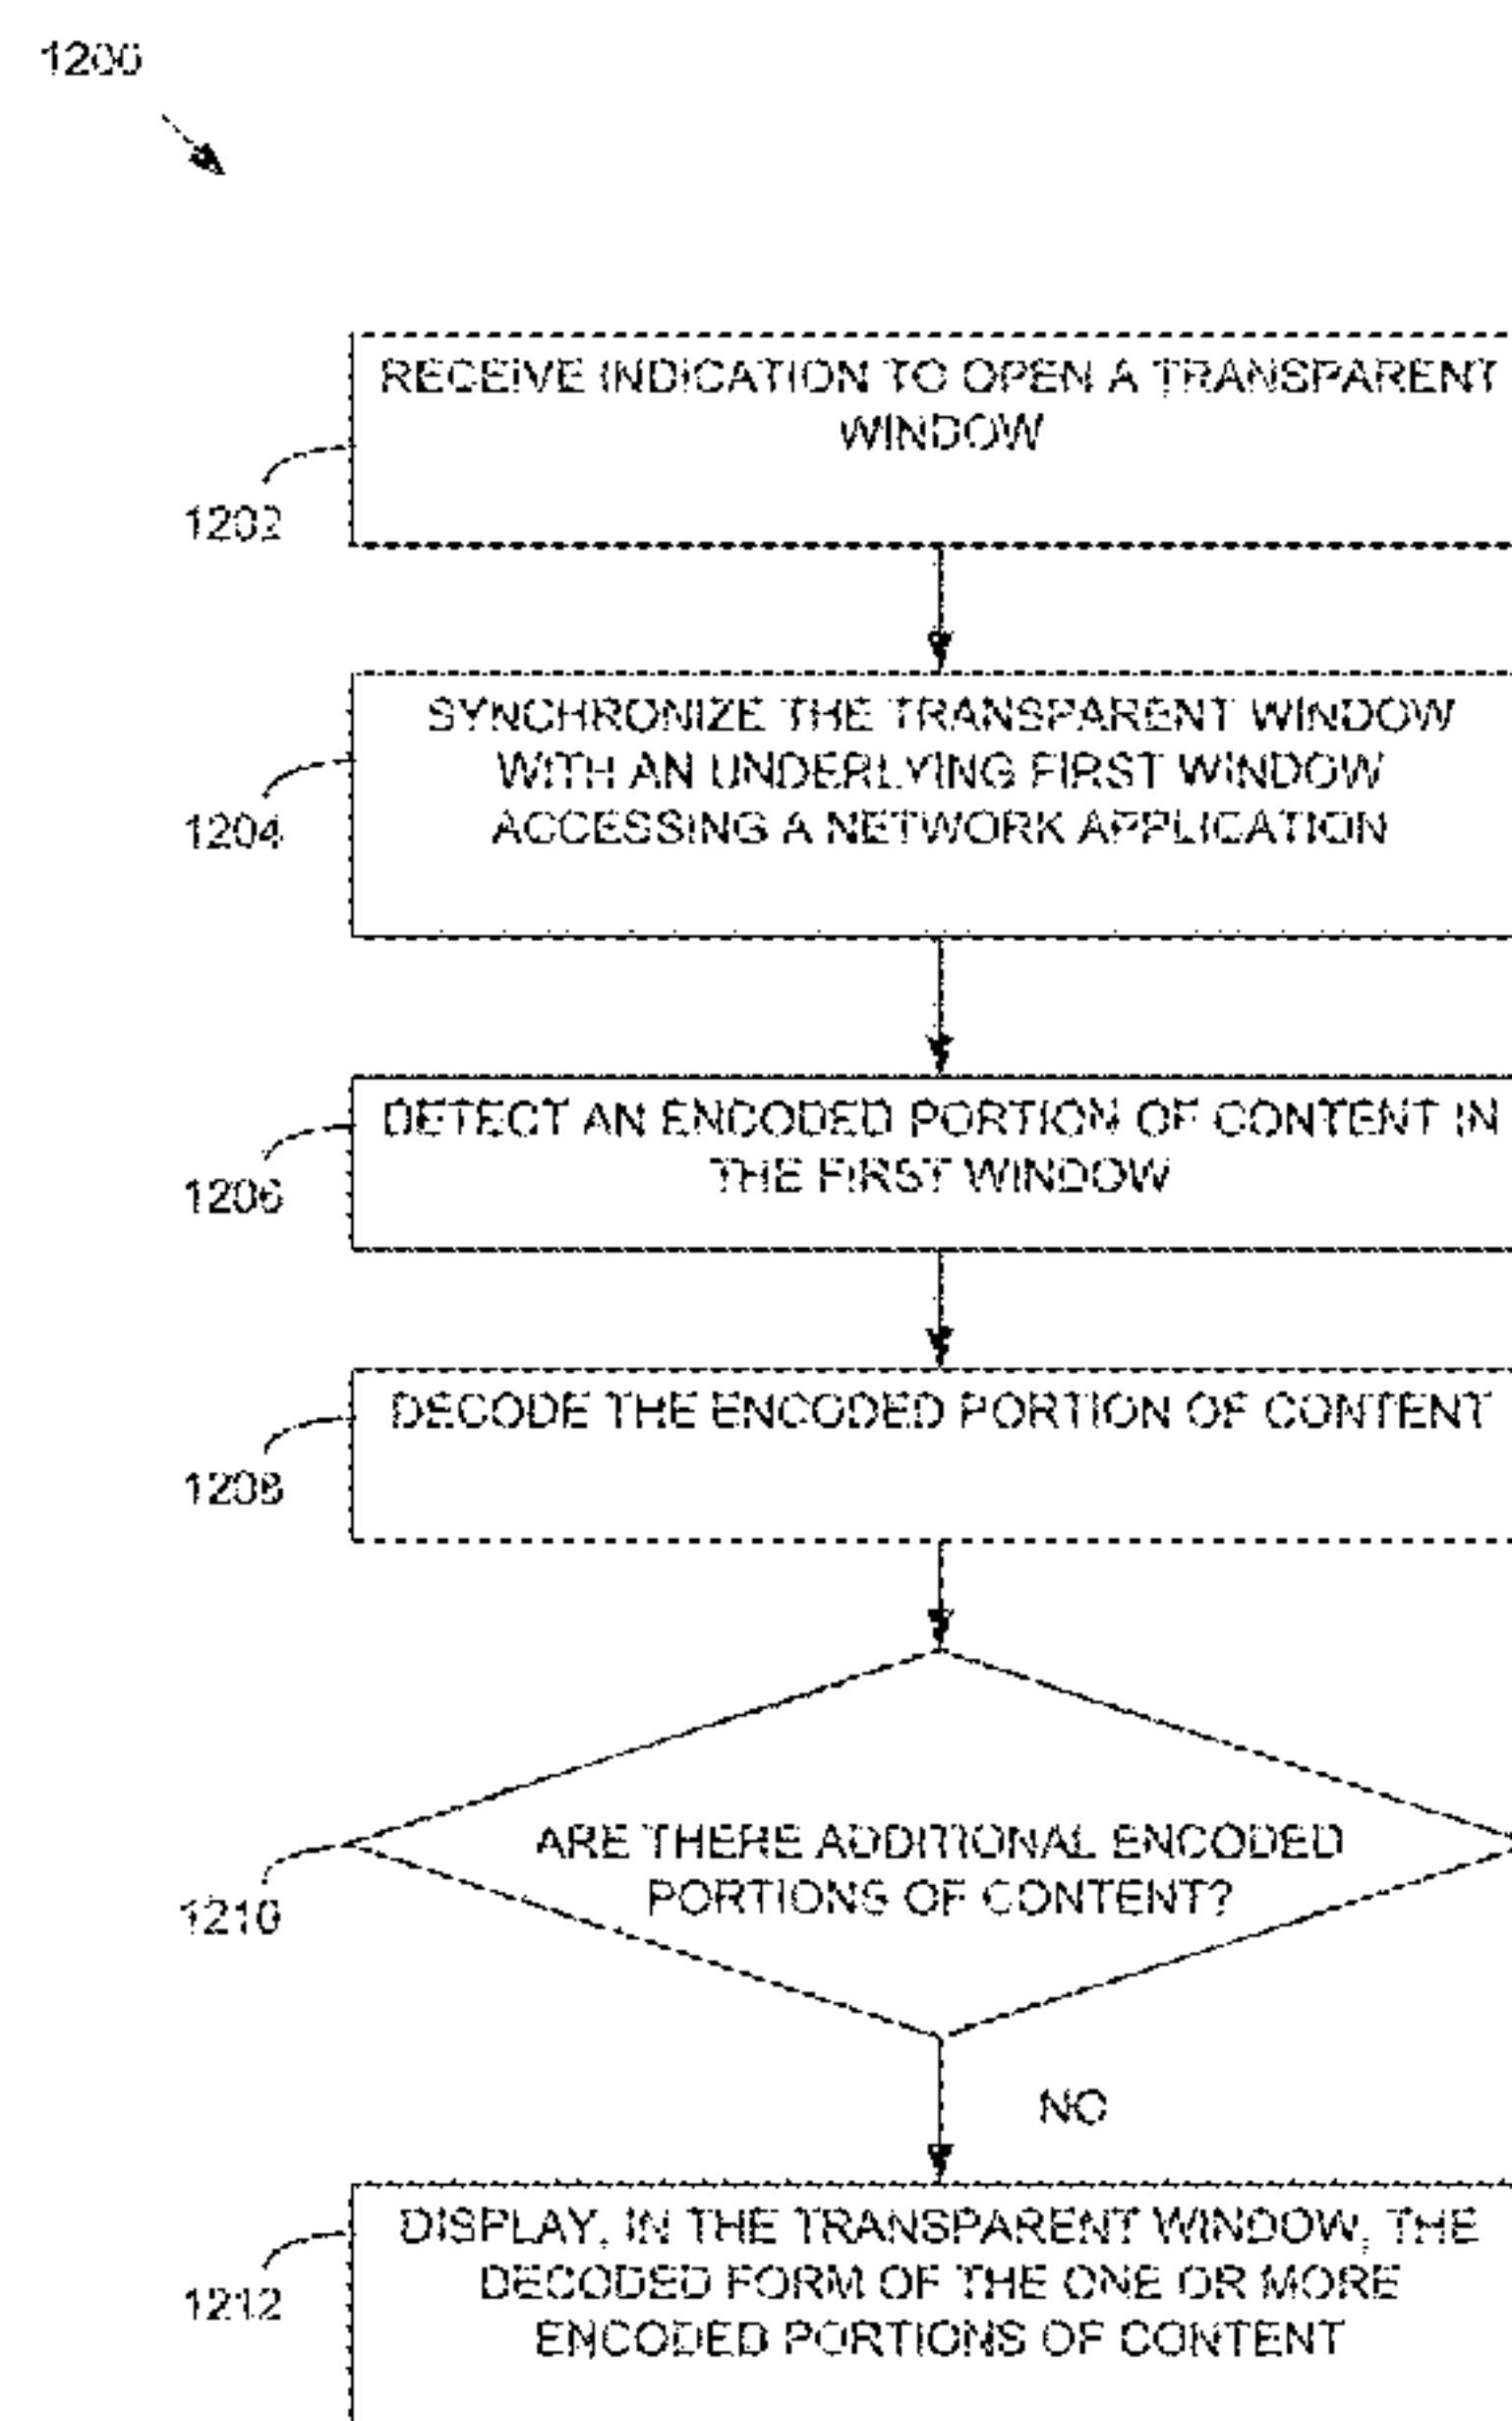 1200
RECEIVE INDICATION TO OPEN A TRANSPARENT
WINDOW
1202
SYNCHRONIZE THE TRANSPARENT WINDOW
WITH AN UNDERLYING FIRST WINDOW
ACCESSING A NETWORK APPLICATION
1204
DETECT AN ENCODED PORTION OF CONTENT IN
THE FIRST WINDOW
1206
DECODE THE ENCODED PORTION OF CONTENT
1208
ARE THERE ADDITIONAL ENCODED
PORTIONS OF CONTENT?
1210
NO
DISPLAY, IN THE TRANSPARENT WINDOW, THE
DECODED FORM OF THE ONE OR MORE
ENCODED PORTIONS OF CONTENT
1212